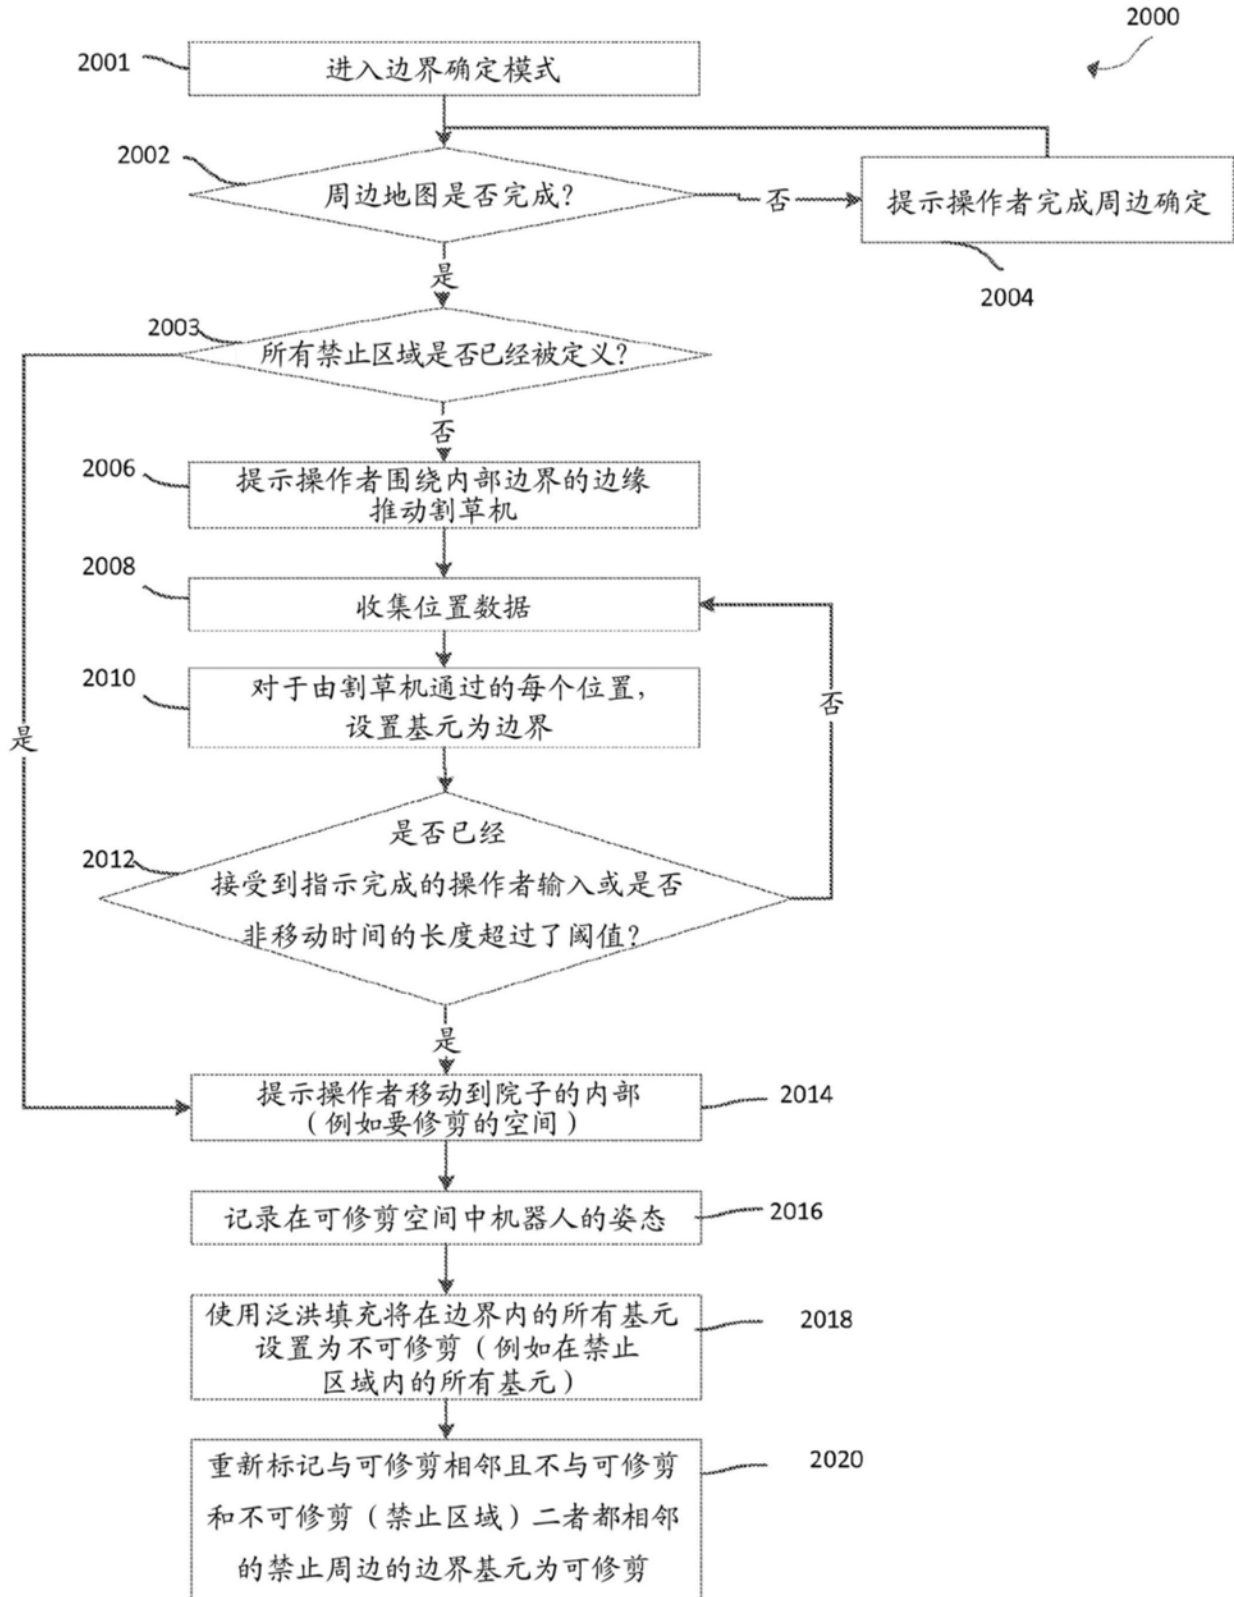 2000
2001
进入边界确定模式
2002
周边地图是否完成？
否
提示操作者完成周边确定
2004
是
2003
所有禁止区域是否已经被定义？
否
2006
提示操作者围绕内部边界的边缘
推动割草机
2008
收集位置数据
2010
对于由割草机通过的每个位置，
设置基元为边界
否
是
2012
是否已经
接受到指示完成的操作者输入或是否
非移动时间的长度超过了阈值？
是
提示操作者移动到院子的内部
（例如要修剪的空间）
2014
记录在可修剪空间中机器人的姿态
2016
使用泛洪填充将在边界内的所有基元
设置为不可修剪（例如在禁止
区域内的所有基元）
2018
重新标记与可修剪相邻且不与可修剪
和不可修剪（禁止区域）二者都相邻
的禁止周边的边界基元为可修剪
2020